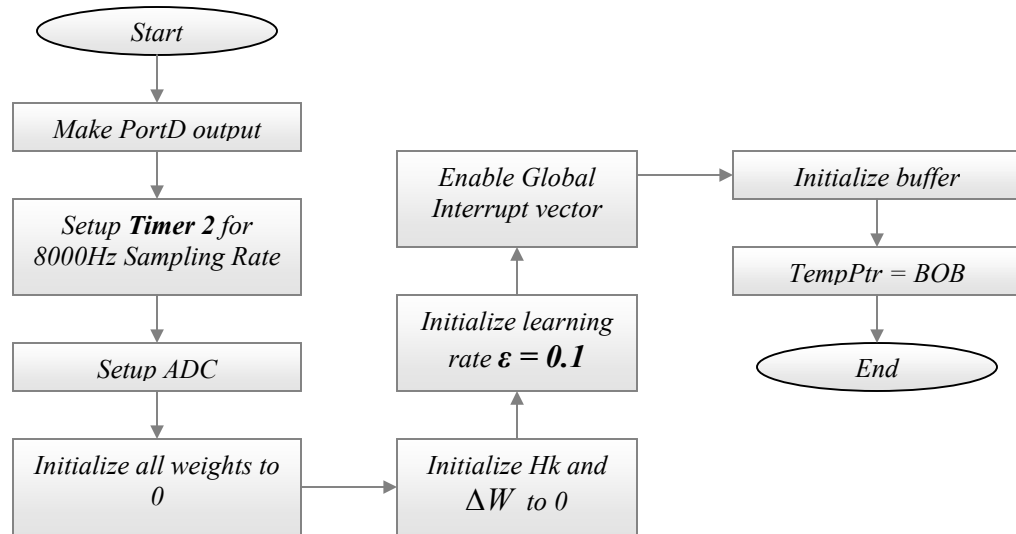 Start
Make PortD output
Setup Timer 2 for
8000Hz Sampling Rate
Setup ADC
Initialize all weights to
0
Initialize Hk and
ΔW to 0
Initialize learning
rate ε = 0.1
Enable Global
Interrupt vector
Initialize buffer
TempPtr = BOB
End